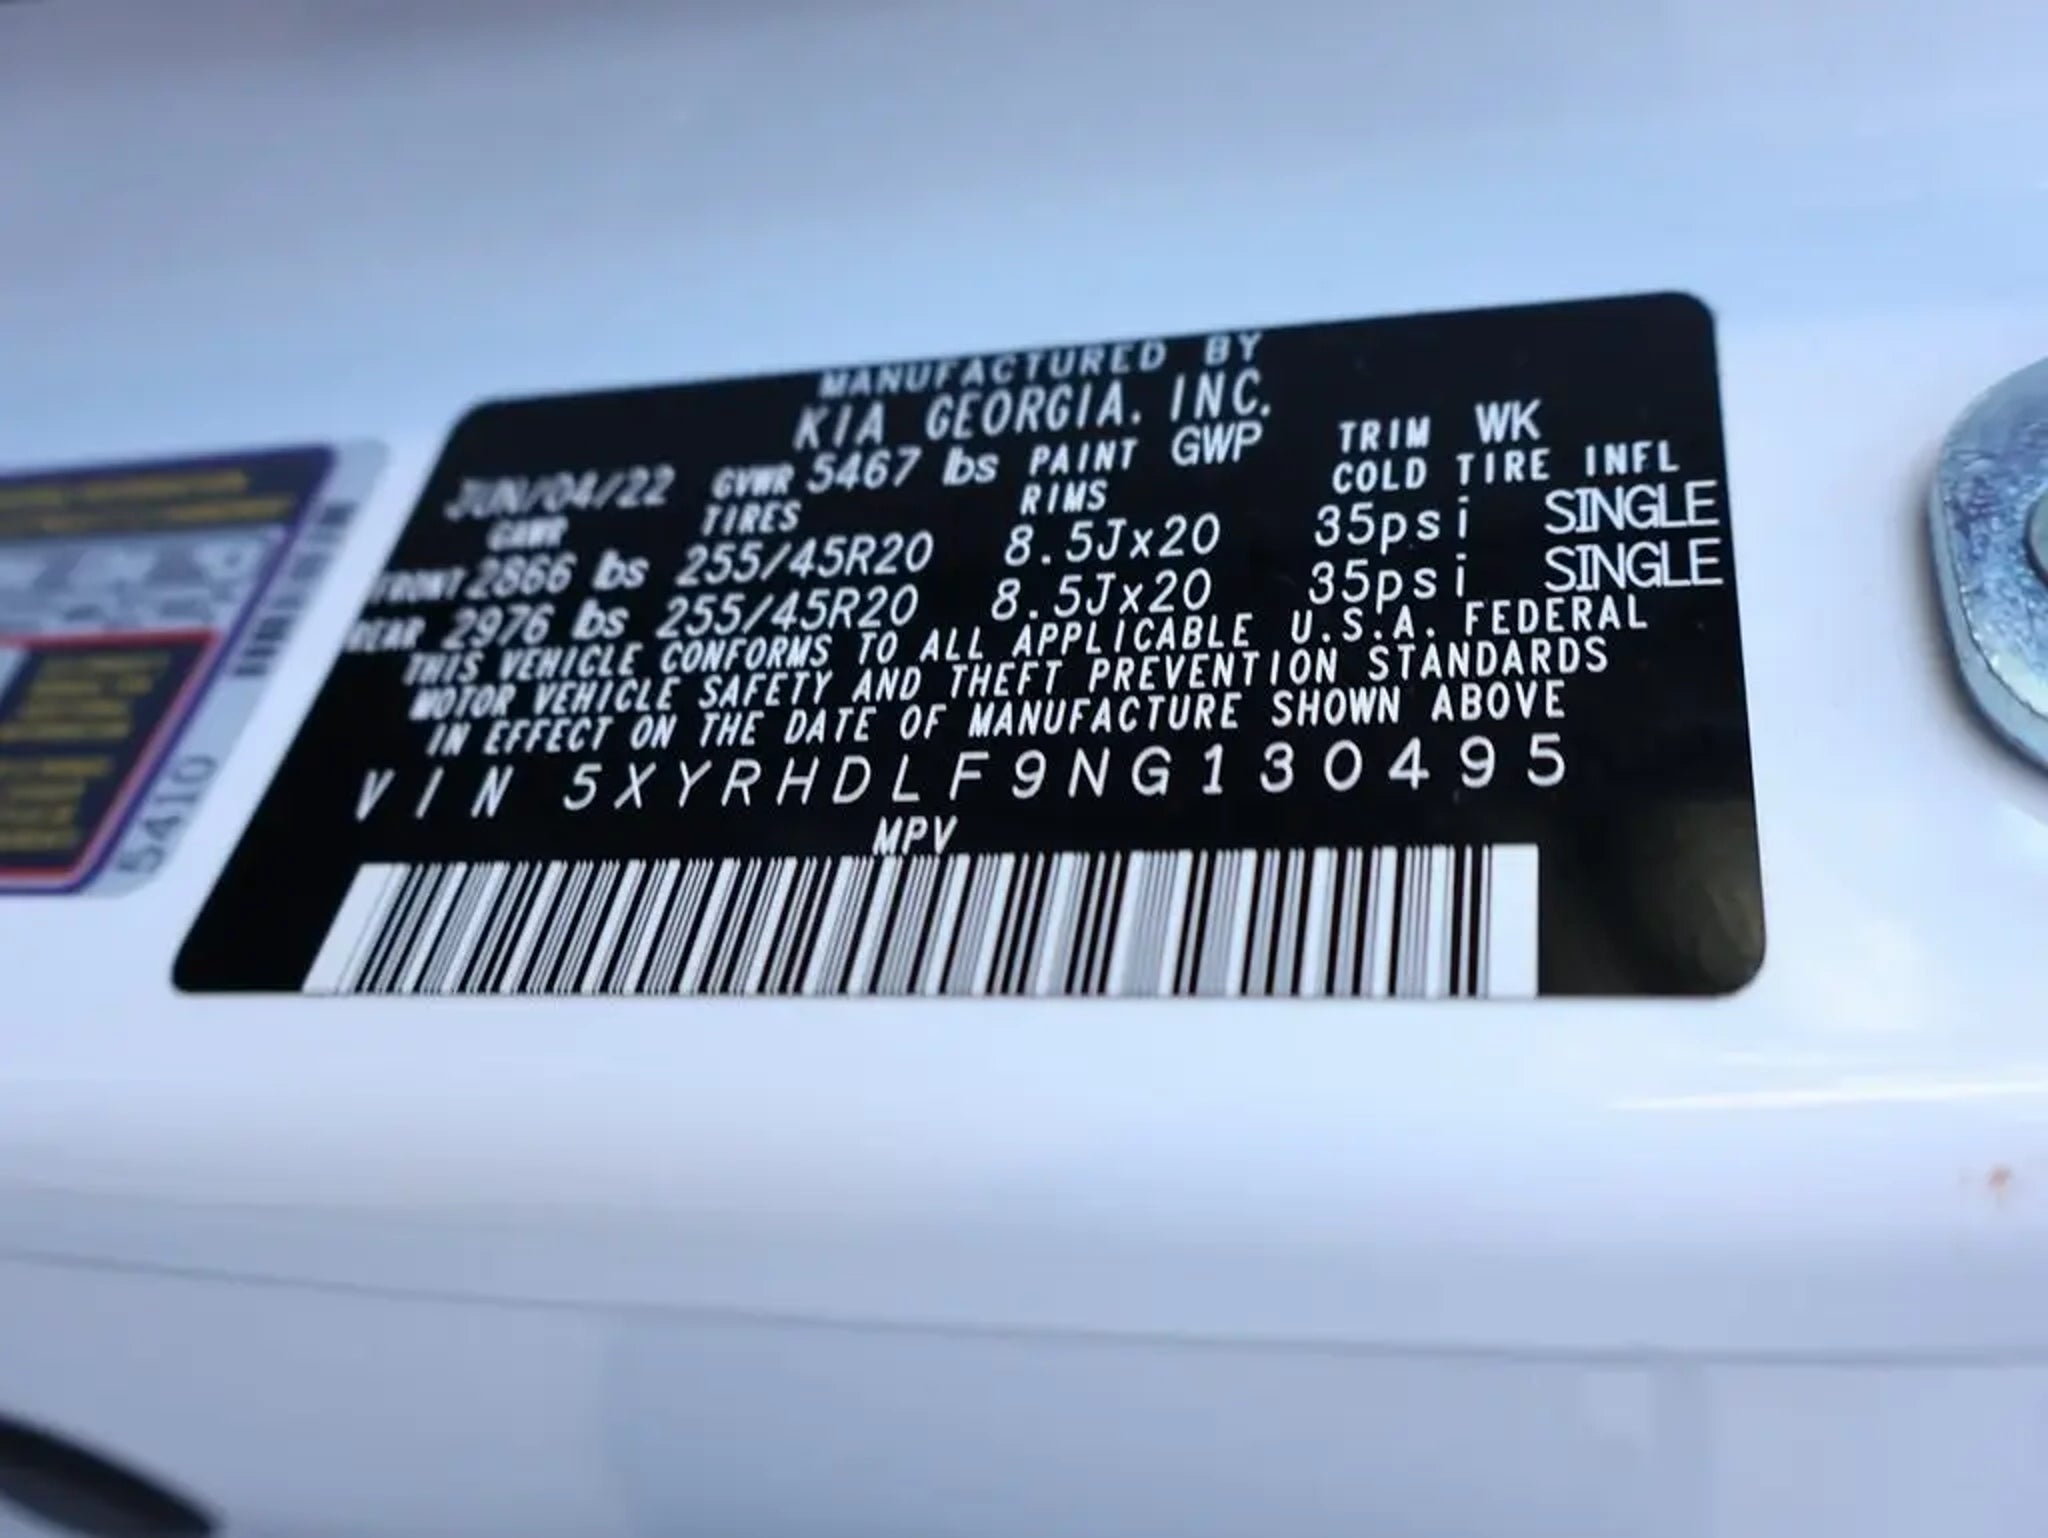 MANUFACTURED BY
KIA GEORGIA. INC.
JUN/04/22 GVWR 5467 lbs PAINT GWP TRIM WK
GAWR TIRES RIMS COLD TIRE INFL
FRONT 2866 lbs 255/45R20 8.5Jx20 35psi SINGLE
REAR 2976 lbs 255/45R20 8.5Jx20 35psi SINGLE
THIS VEHICLE CONFORMS TO ALL APPLICABLE U.S.A. FEDERAL
MOTOR VEHICLE SAFETY AND THEFT PREVENTION STANDARDS
IN EFFECT ON THE DATE OF MANUFACTURE SHOWN ABOVE
VIN 5XYRHDLF9NG130495
MPV
5410